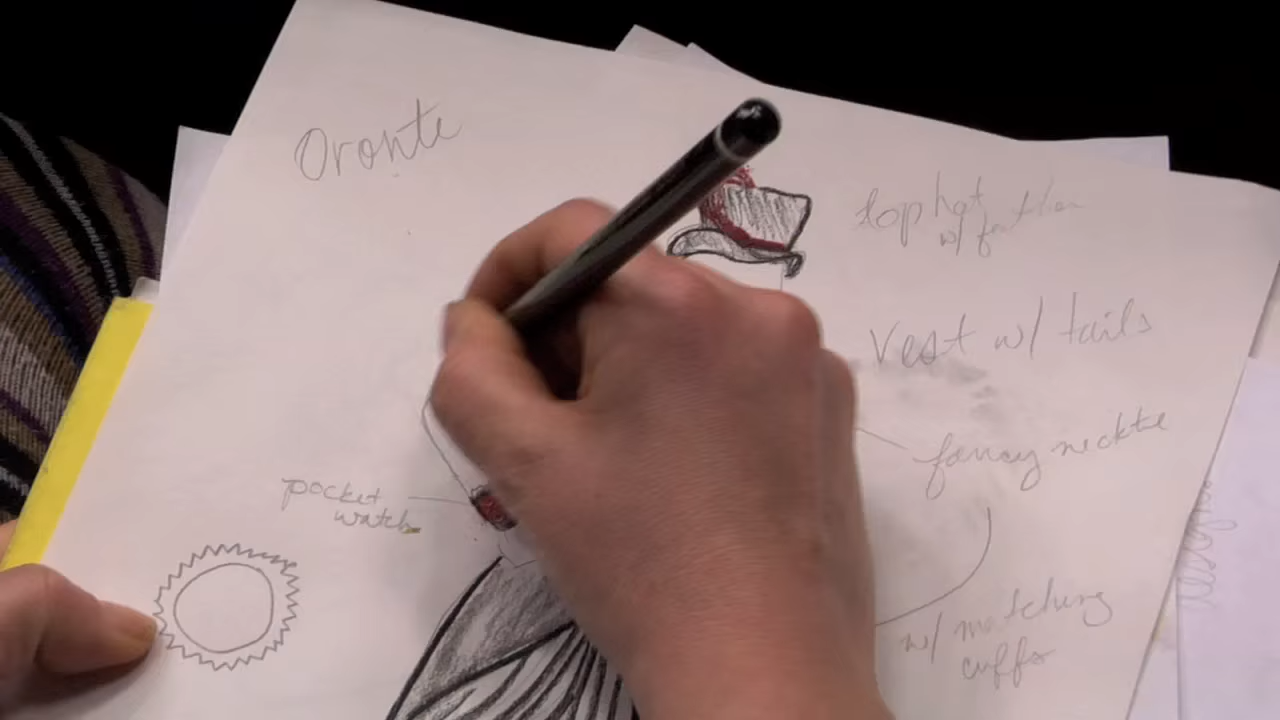 Oronte
top hat
w/ feather
vest w/ tails
fancy necktie
pocket
watch
w/ matching
cuffs